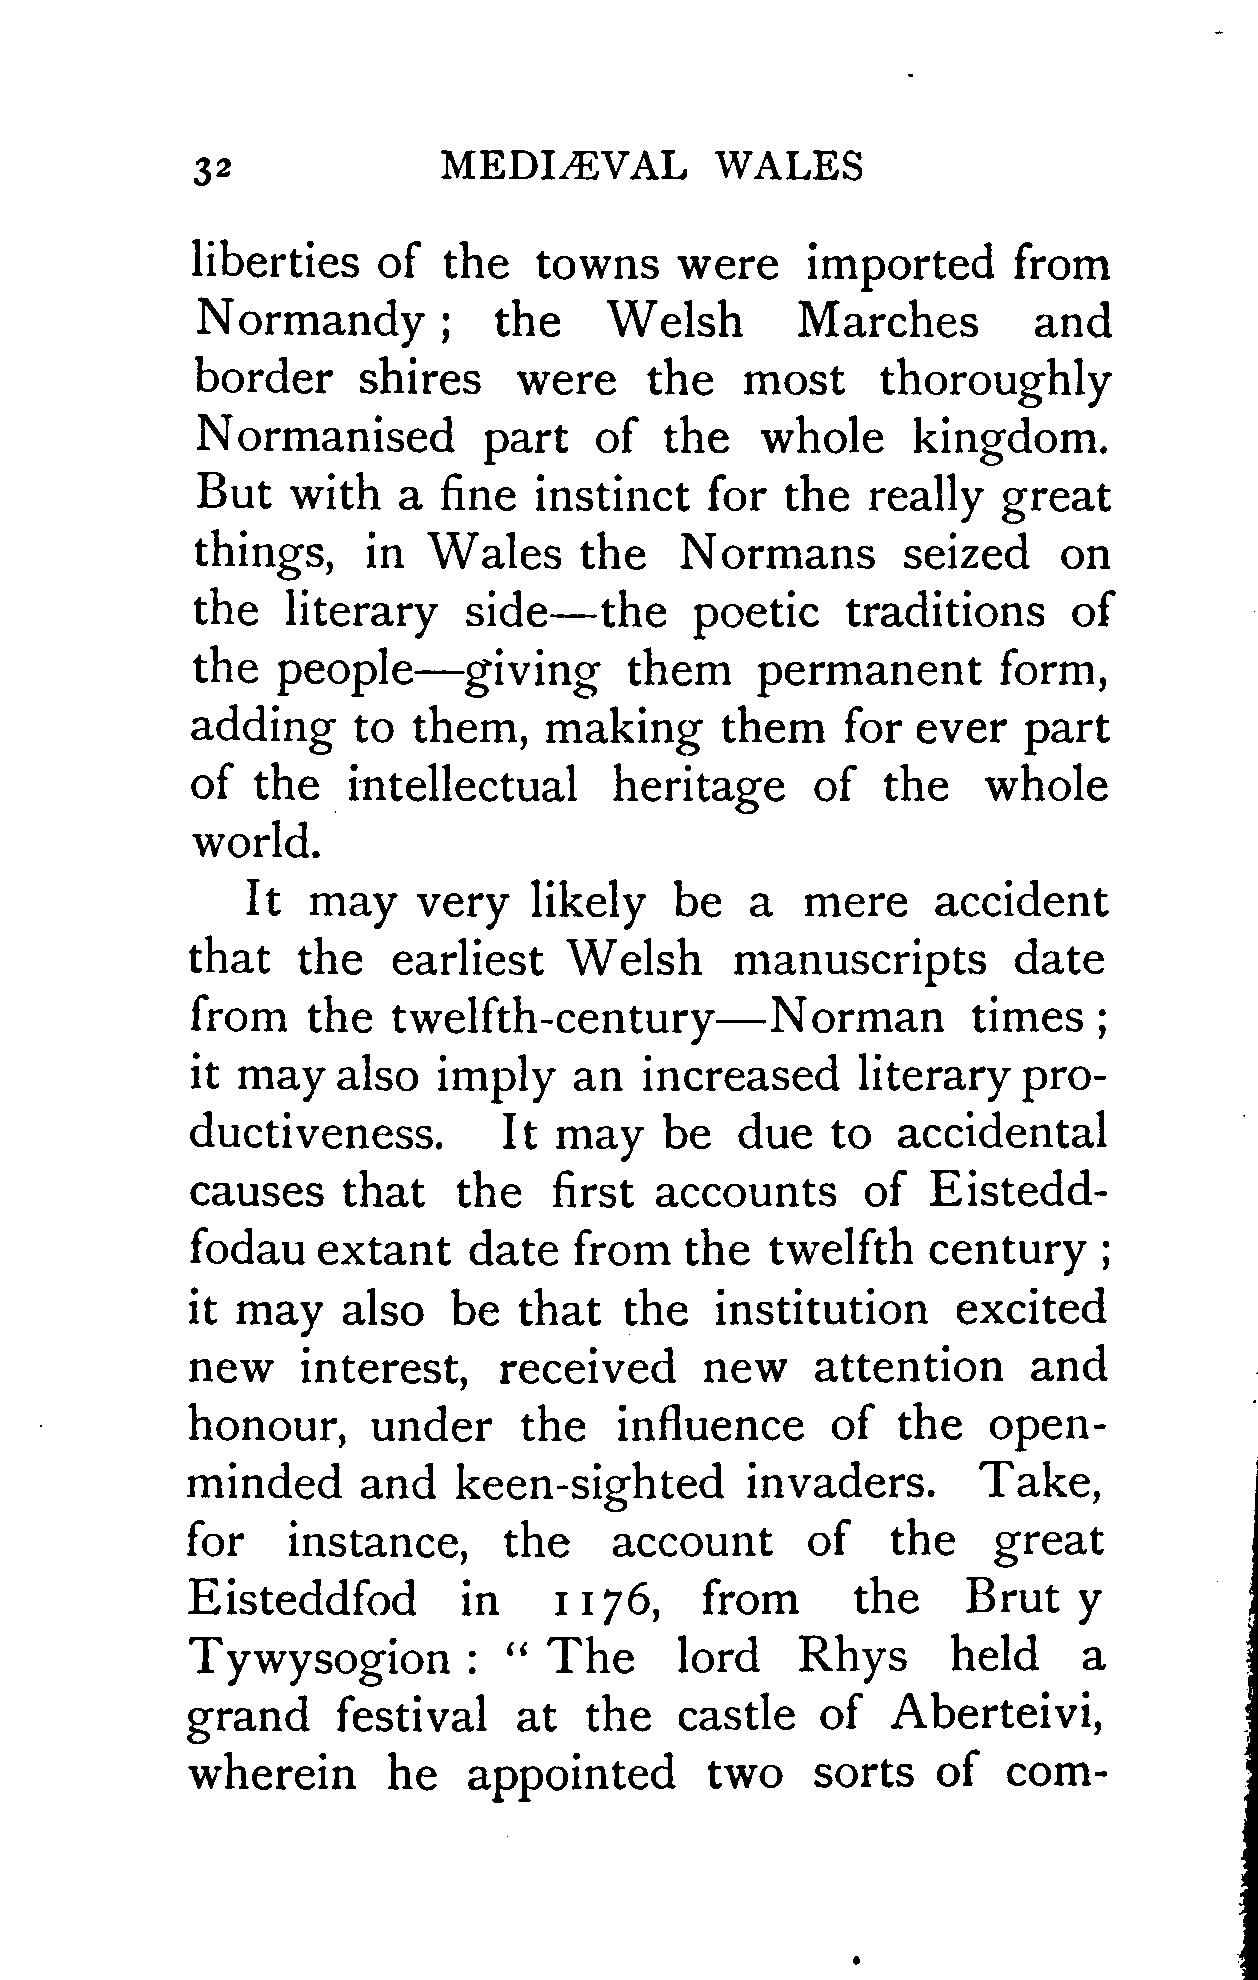 32 MEDIÆVAL WALES
liberties of the towns were imported from
Normandy ; the Welsh Marches and
border shires were the most thoroughly
Normanised part of the whole kingdom.
But with a fine instinct for the really great
things, in Wales the Normans seized on
the literary side—the poetic traditions of
the people—giving them permanent form,
adding to them, making them for ever part
of the intellectual heritage of the whole
world.
It may very likely be a mere accident
that the earliest Welsh manuscripts date
from the twelfth-century—Norman times ;
it may also imply an increased literary pro-
ductiveness. It may be due to accidental
causes that the first accounts of Eistedd-
fodau extant date from the twelfth century ;
it may also be that the institution excited
new interest, received new attention and
honour, under the influence of the open-
minded and keen-sighted invaders. Take,
for instance, the account of the great
Eisteddfod in 1176, from the Brut y
Tywysogion : “ The lord Rhys held a
grand festival at the castle of Aberteivi,
wherein he appointed two sorts of com-